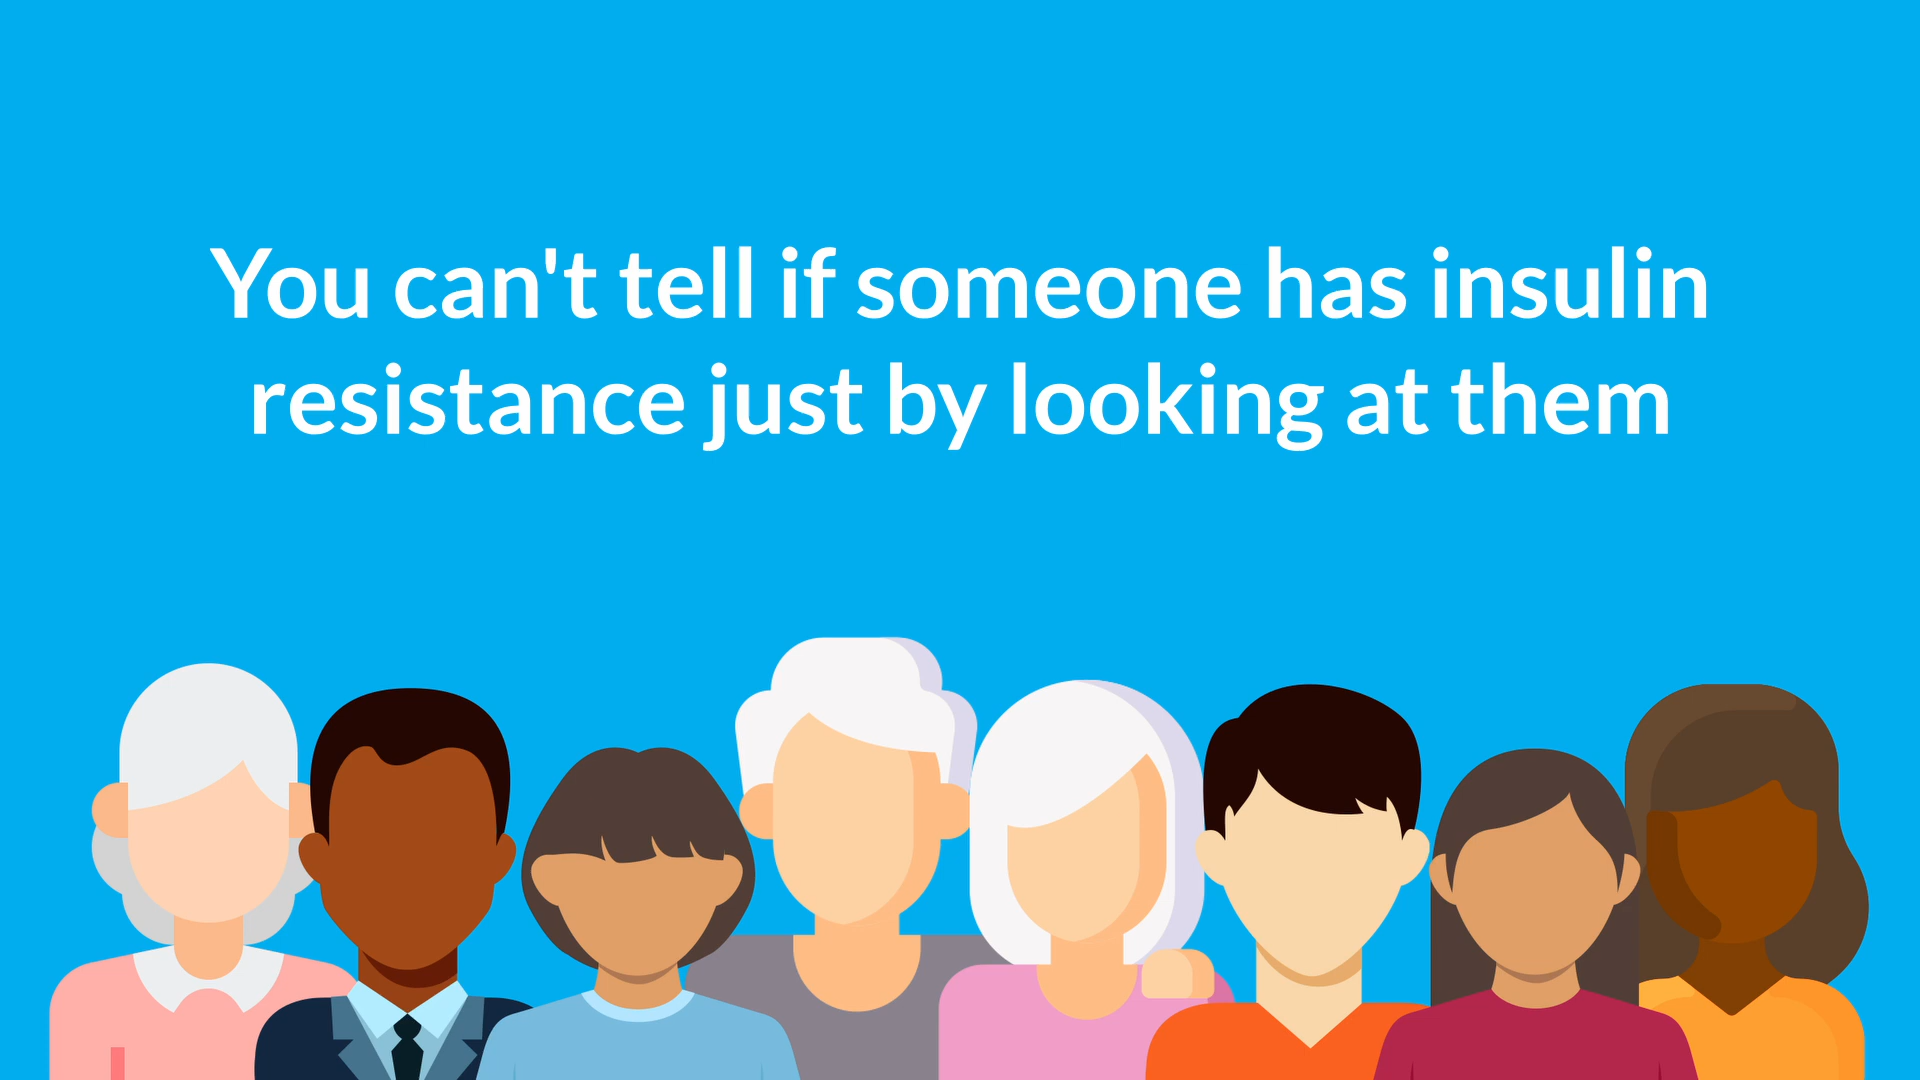 You can't tell if someone has insulin
resistance just by looking at them